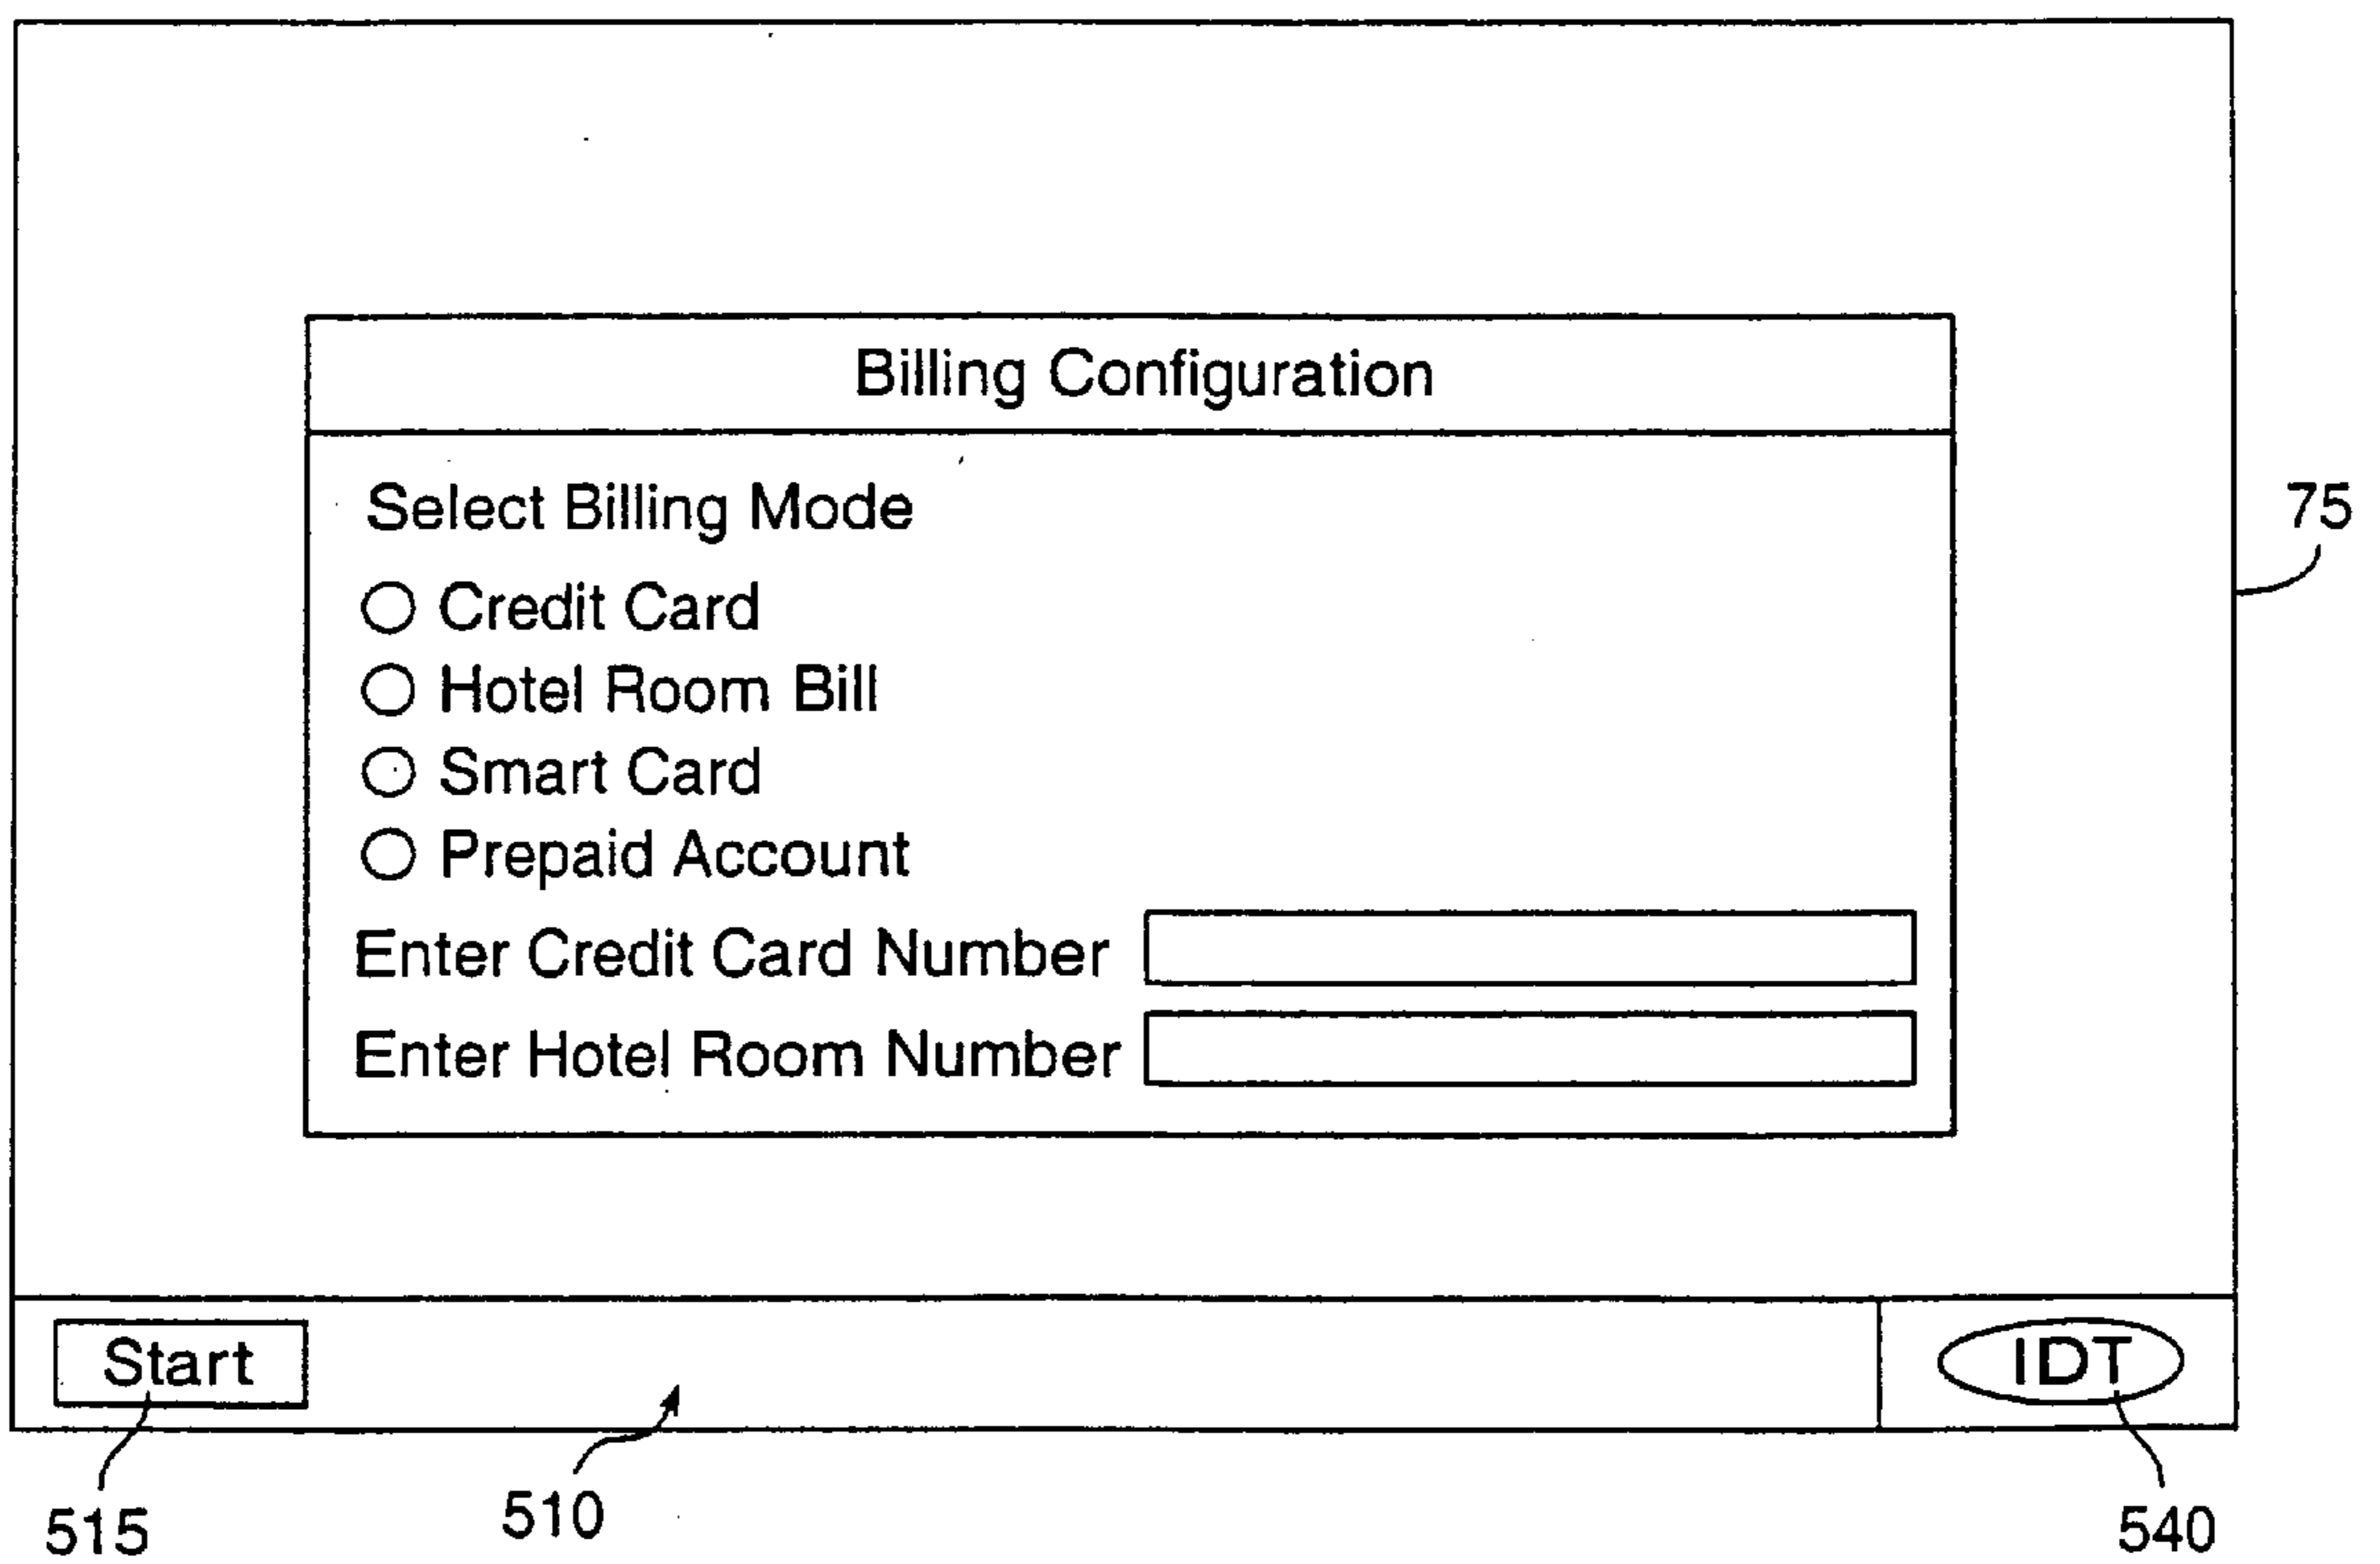 Billing Configuration
Select Billing Mode
Credit Card
Hotel Room Bill
Smart Card
Prepaid Account
Enter Credit Card Number
Enter Hotel Room Number
75
Start
IDT
515
510
540